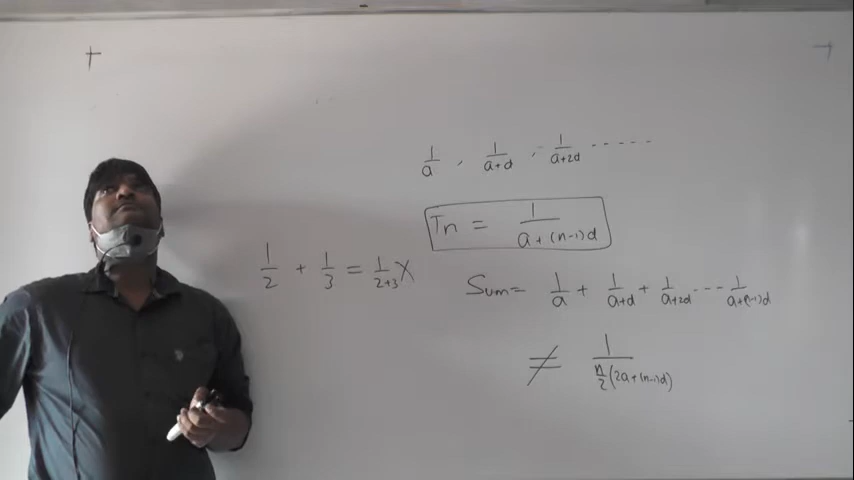 1/a , 1/a+d , 1/a+2d ------
Tn = 1/a+(n-1)d
1/2 + 1/3 = 1/2+3 X
Sum = 1/a + 1/a+d + 1/a+2d --- 1/a+(n-1)d
≠ 1/n/2(2a+(n-1)d)